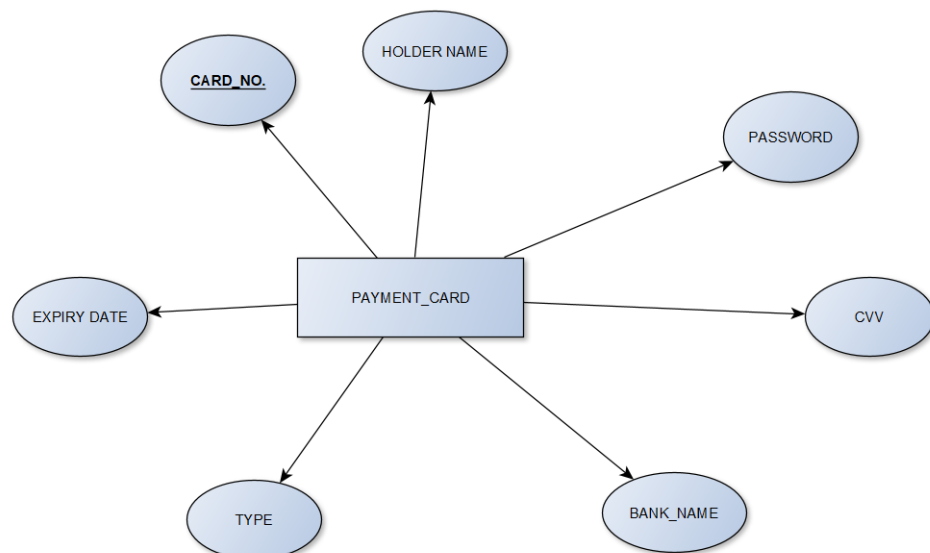 HOLDER NAME
CARD_NO.
PASSWORD
PAYMENT_CARD
EXPIRY DATE
CVV
TYPE
BANK_NAME